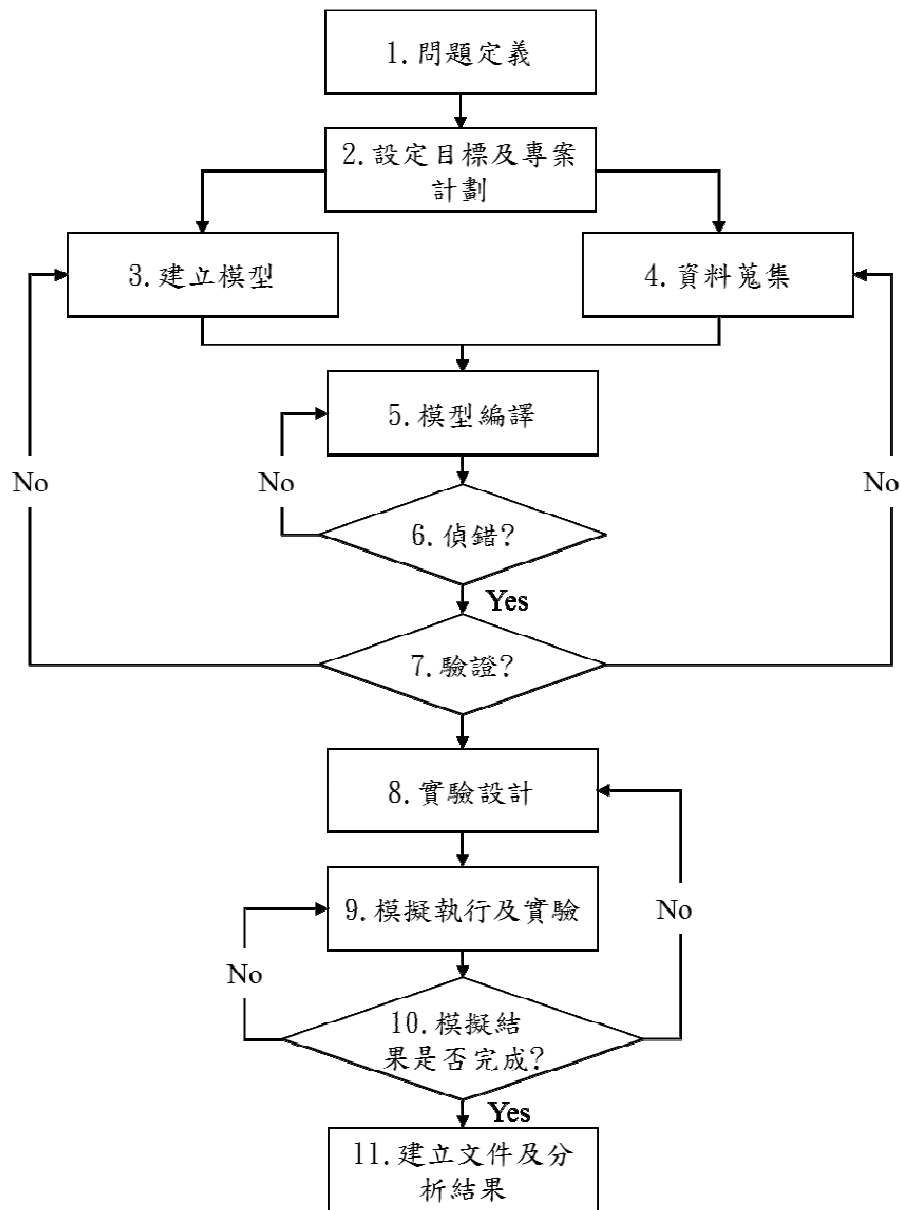 1.問題定義
2.設定目標及專案
計劃
3.建立模型
4.資料蒐集
5.模型編譯
No
No
No
6.偵錯?
Yes
7.驗證?
8.實驗設計
9.模擬執行及實驗
No
No
10.模擬結
果是否完成?
Yes
11.建立文件及分
析結果